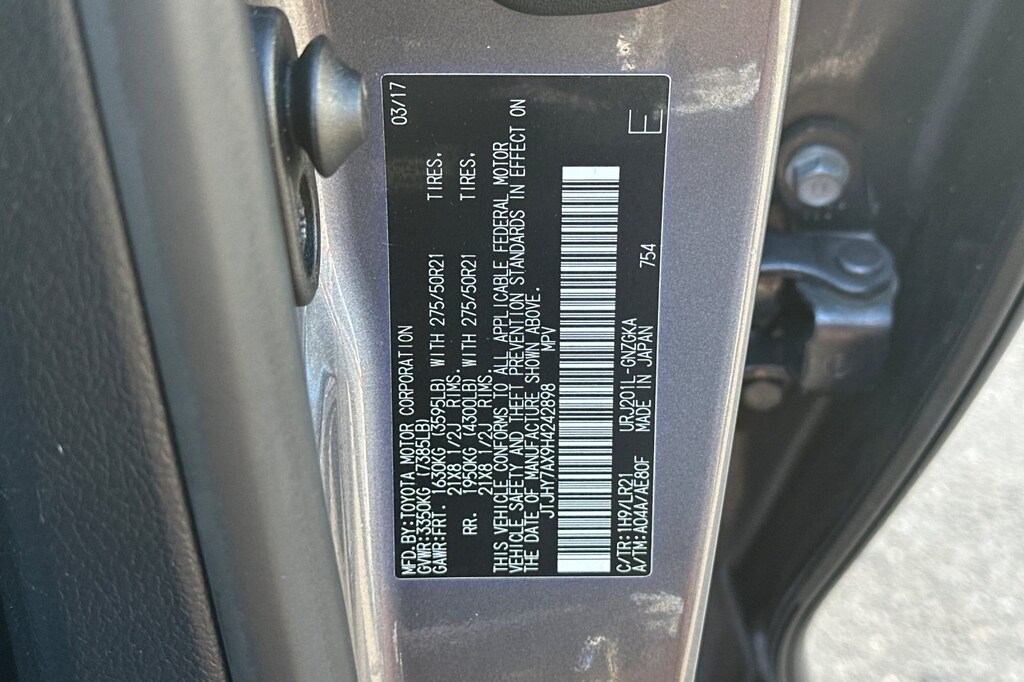 MFD.BY:TOYOTA MOTOR CORPORATION 03/17
GVWR:3350KG (7385LB)
GAWR:FRT. 1630KG (3595LB) WITH 275/50R21 TIRES.
21X8 1/2J RIMS.
RR. 1950KG (4300LB) WITH 275/50R21 TIRES.
21X8 1/2J RIMS.
THIS VEHICLE CONFORMS TO ALL APPLICABLE FEDERAL MOTOR
VEHICLE SAFETY AND THEFT PREVENTION STANDARDS IN EFFECT ON
THE DATE OF MANUFACTURE SHOWN ABOVE.
JTJHY7AX9H4242898 MPV
C/TR:1H9/LR21 URJ201L-GNZGKA 754
A/TM:A04A/AE80F MADE IN JAPAN
E